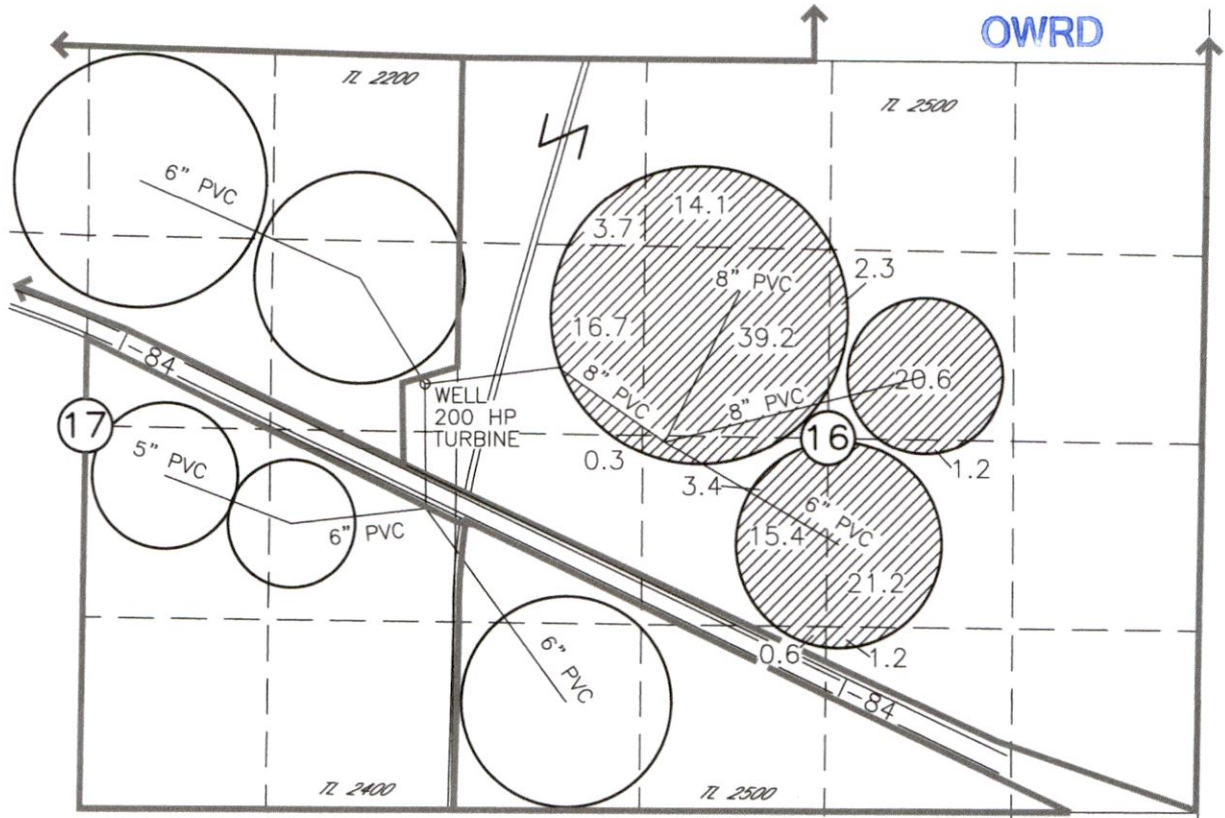 OWRD
TL 2200
TL 2500
6" PVC
14.1
3.7
2.3
8" PVC
16.7
39.2
I-84
8" PVC
20.6
8" PVC
WELL
200 HP
TURBINE
17
16
5" PVC
0.3
1.2
3.4
6" PVC
6" PVC
15.4
21.2
6" PVC
0.6
1.2
I-84
TL 2400
TL 2500